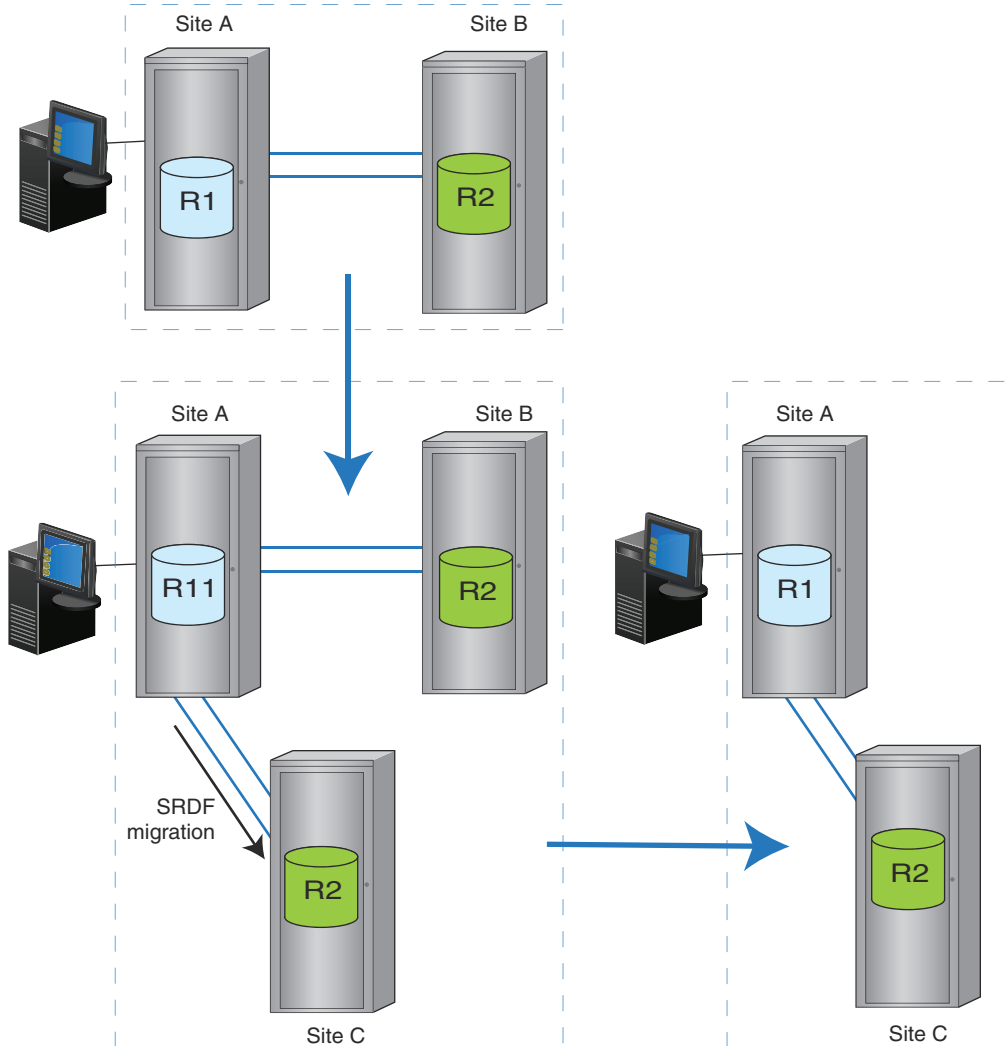 Site A
Site B
R1
R2
Site A
Site B
Site A
R11
R2
R1
SRDF
migration
R2
R2
Site C
Site C